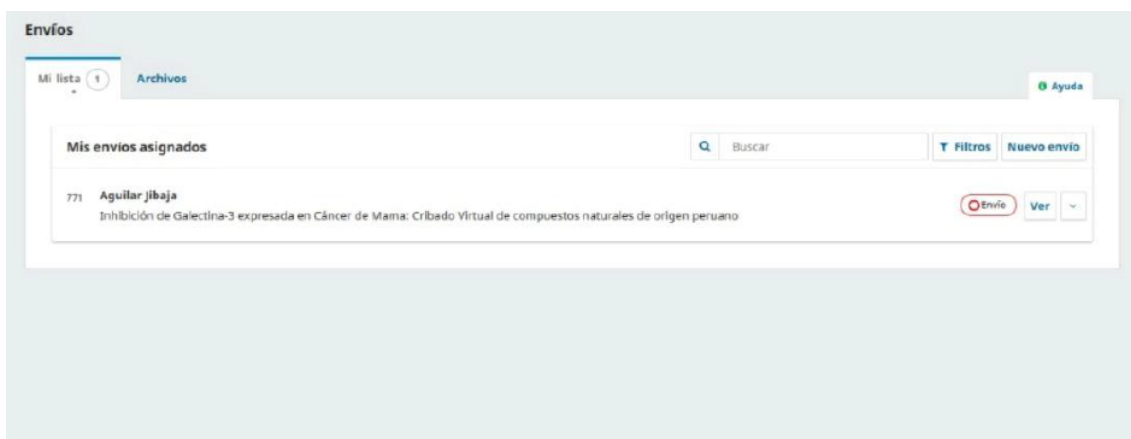 Envíos
Mi lista 1
Archivos
Ayuda
Mis envíos asignados
Buscar
Filtros
Nuevo envío
771 Aguilar Jibaja
Inhibición de Galectina-3 expresada en Cáncer de Mama: Cribado Virtual de compuestos naturales de origen peruano
Envío
Ver